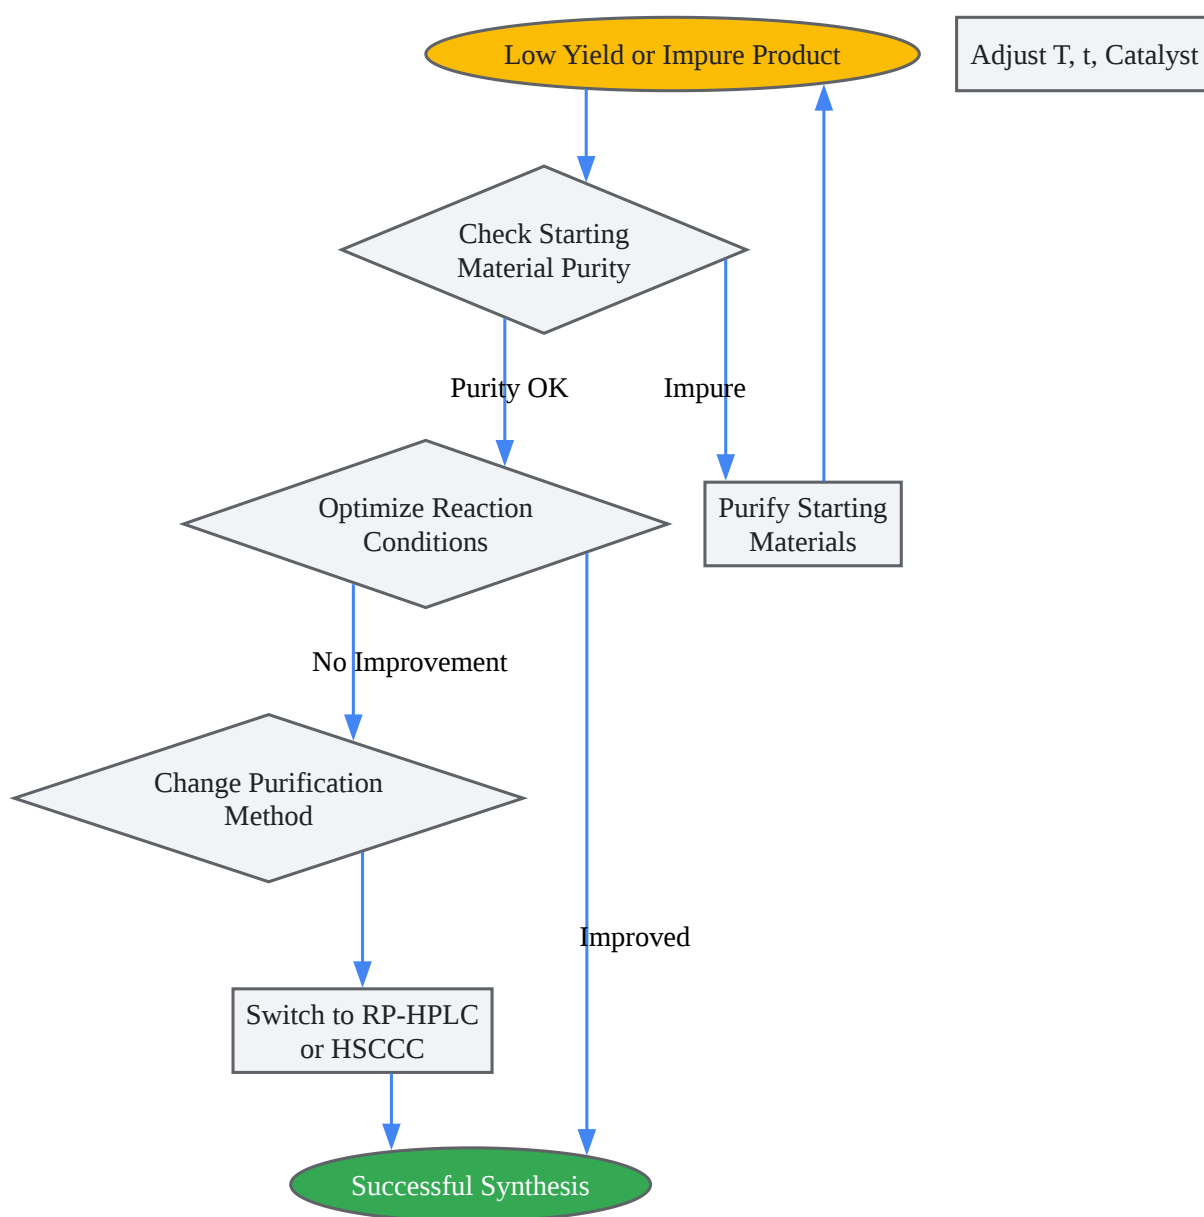 Low Yield or Impure Product
Adjust T, t, Catalyst
Check Starting
Material Purity
Purity OK
Impure
Optimize Reaction
Conditions
Purify Starting
Materials
No Improvement
Change Purification
Method
Improved
Switch to RP-HPLC
or HSCCC
Successful Synthesis